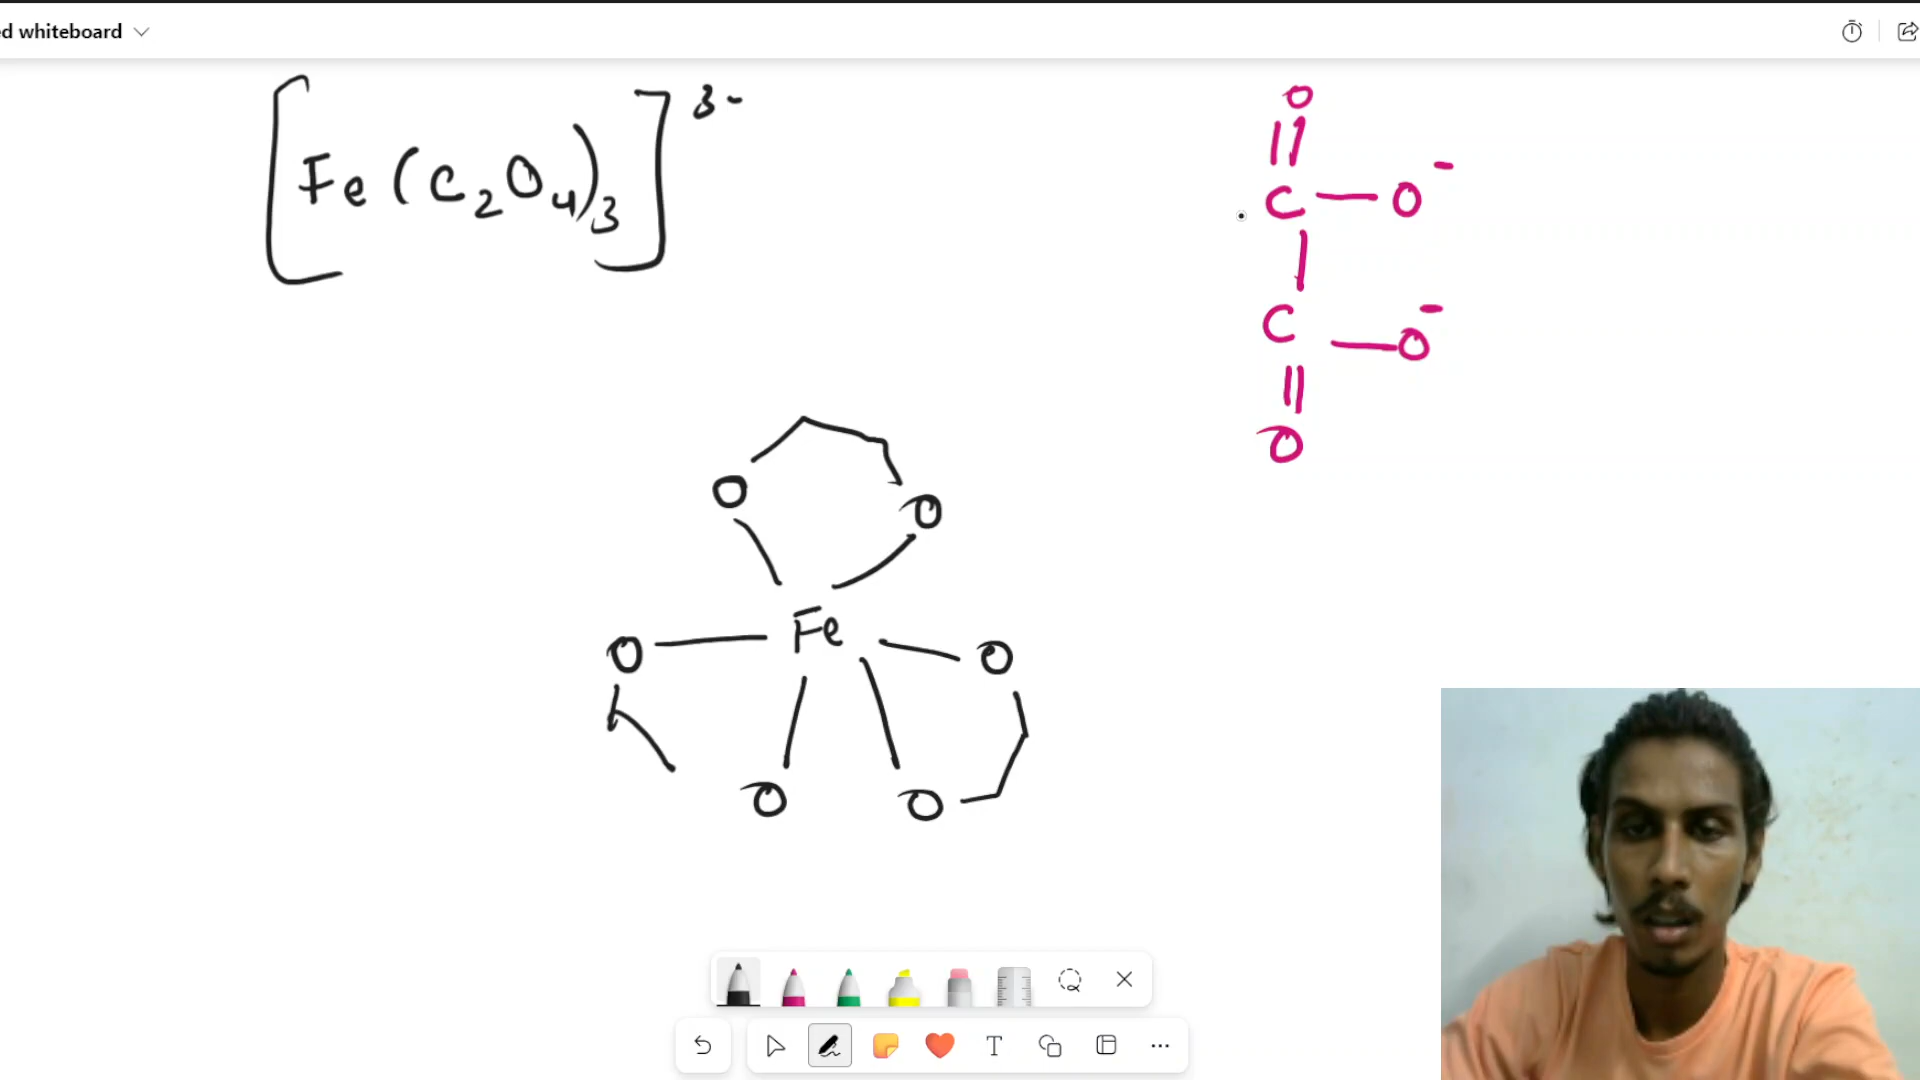 d whiteboard
[Fe(C₂O₄)₃]³⁻
O
C — O⁻
C — O⁻
O
O O
O Fe O
O O
T